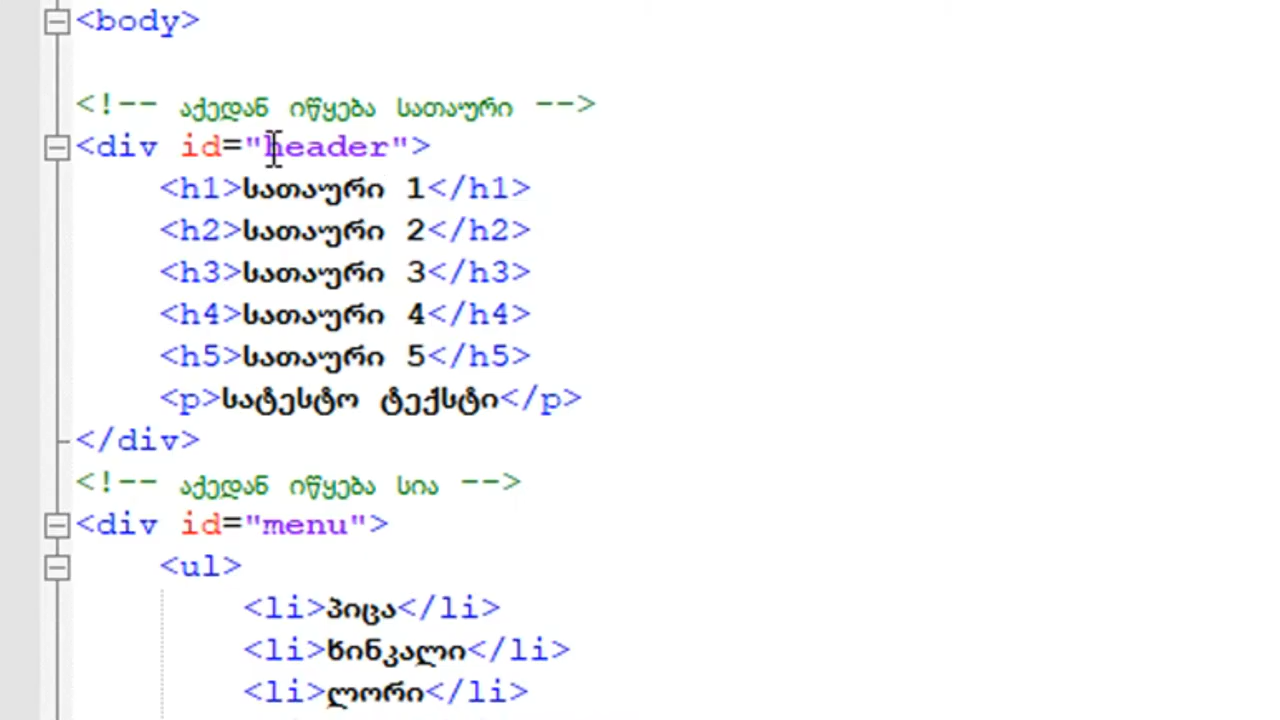 <body>
<!-- აქედან იწყება სათაური -->
<div id="header">
<h1>სათაური 1</h1>
<h2>სათაური 2</h2>
<h3>სათაური 3</h3>
<h4>სათაური 4</h4>
<h5>სათაური 5</h5>
<p>სატესტო ტექსტი</p>
</div>
<!-- აქედან იწყება სია -->
<div id="menu">
<ul>
<li>პიცა</li>
<li>ხინკალი</li>
<li>ლორი</li>